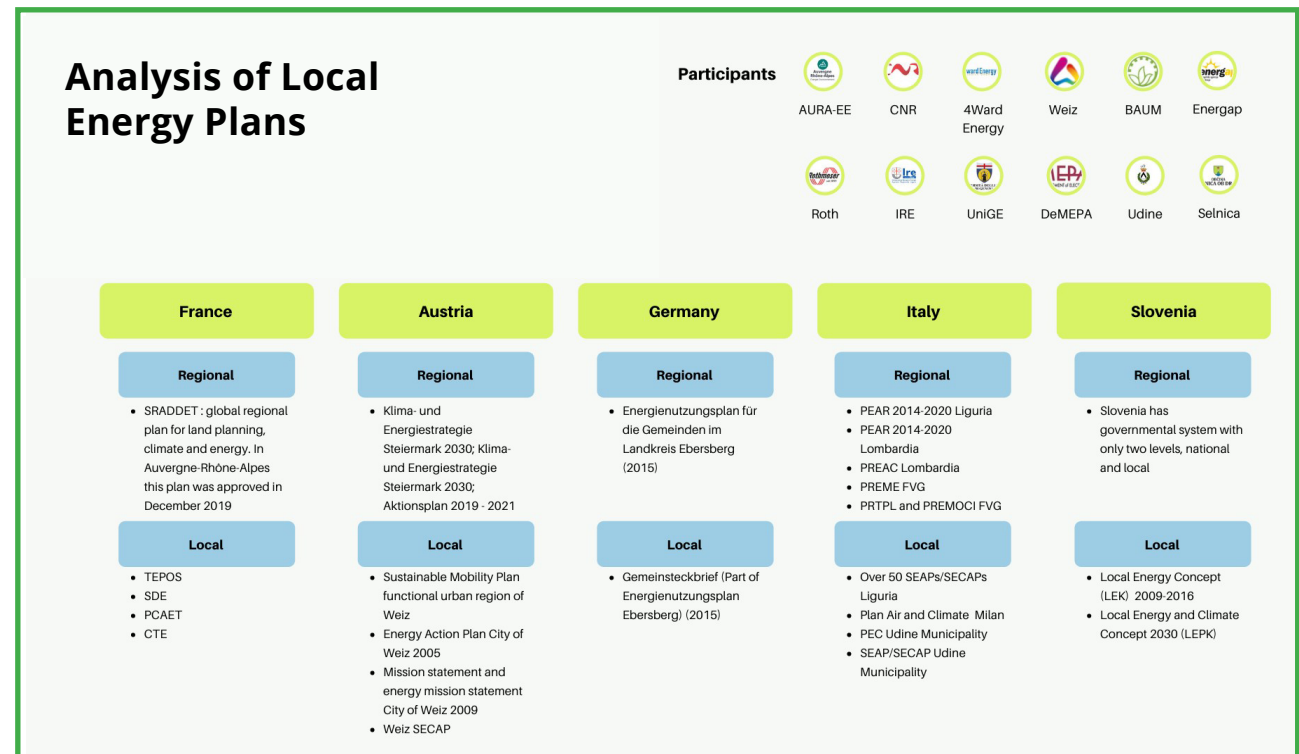 Analysis of Local
Energy Plans
Participants
AURA-EE
CNR
4Ward
Energy
Weiz
BAUM
Energap
Roth
IRE
UniGE
DeMEPA
Udine
Selnica
France
Regional
• SRADDET : global regional
plan for land planning,
climate and energy. In
Auvergne-Rhône-Alpes
this plan was approved in
December 2019
Local
• TEPOS
• SDE
• PCAET
• CTE
Austria
Regional
• Klima- und
Energiestrategie
Steiermark 2030; Klima-
und Energiestrategie
Steiermark 2030;
Aktionsplan 2019 - 2021
Local
• Sustainable Mobility Plan
functional urban region of
Weiz
• Energy Action Plan City of
Weiz 2005
• Mission statement and
energy mission statement
City of Weiz 2009
• Weiz SECAP
Germany
Regional
• Energienutzungsplan für
die Gemeinden im
Landkreis Ebersberg
(2015)
Local
• Gemeinsteckbrief (Part of
Energienutzungsplan
Ebersberg) (2015)
Italy
Regional
• PEAR 2014-2020 Liguria
• PEAR 2014-2020
Lombardia
• PREAC Lombardia
• PREME FVG
• PRTPL and PREMOCI FVG
Local
• Over 50 SEAPs/SECAPs
Liguria
• Plan Air and Climate Milan
• PEC Udine Municipality
• SEAP/SECAP Udine
Municipality
Slovenia
Regional
• Slovenia has
governmental system with
only two levels, national
and local
Local
• Local Energy Concept
(LEK) 2009-2016
• Local Energy and Climate
Concept 2030 (LEPK)